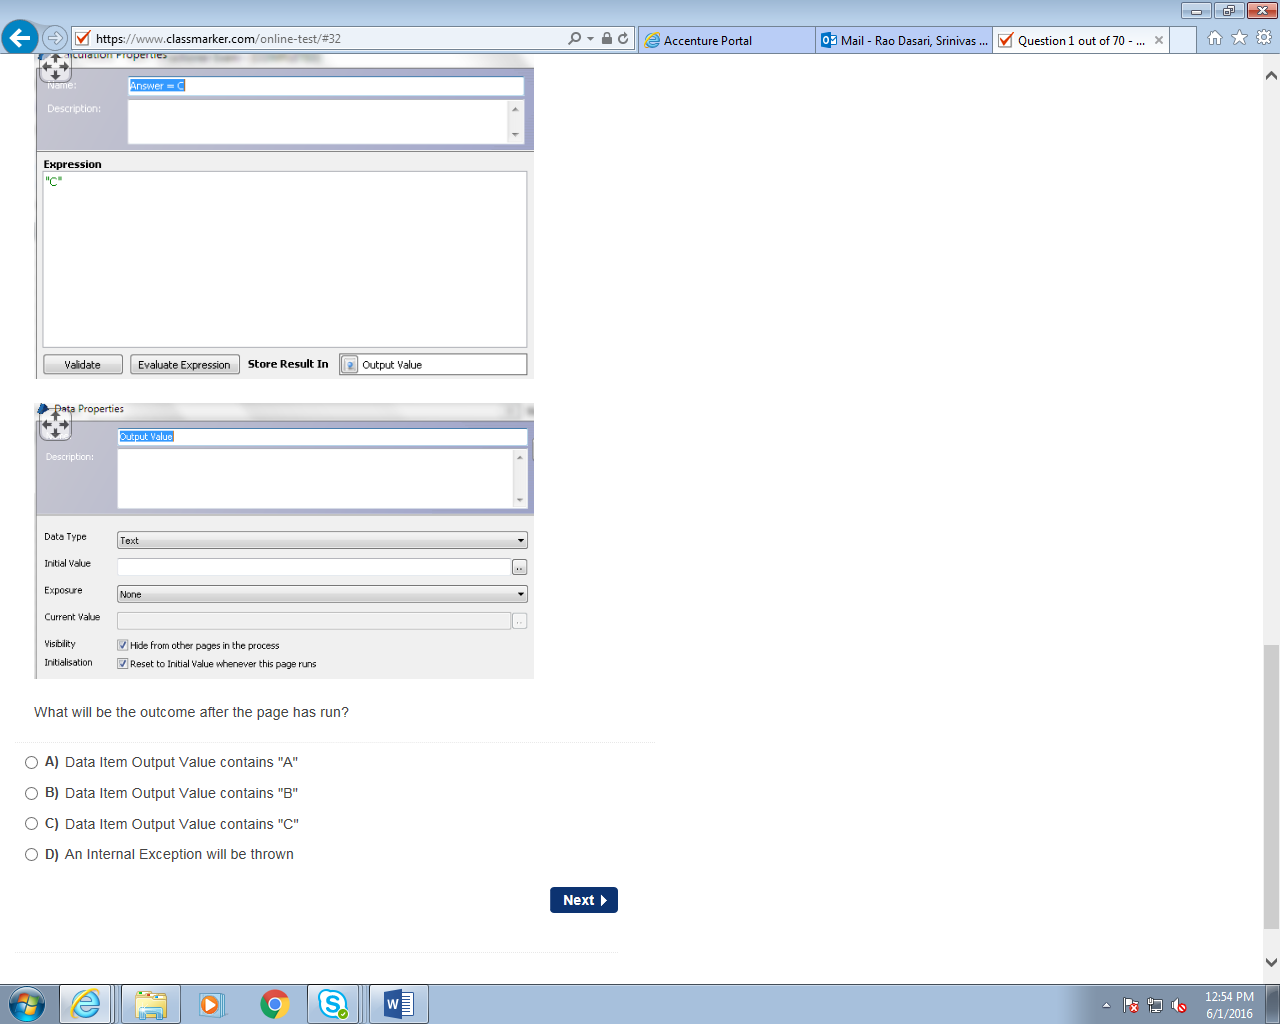 https://www.classmarker.com/online-test/#32
Accenture Portal
Mail - Rao Dasari, Srinivas ...
Question 1 out of 70 - ...
Properties
Name:
Answer = C
Description:
Expression
"C"
Validate
Evaluate Expression
Store Result In
Output Value
Data Properties
Output Value
Description:
Data Type
Text
Initial Value
Exposure
None
Current Value
Visibility
Hide from other pages in the process
Initialisation
Reset to Initial Value whenever this page runs
What will be the outcome after the page has run?
A) Data Item Output Value contains "A"
B) Data Item Output Value contains "B"
C) Data Item Output Value contains "C"
D) An Internal Exception will be thrown
Next
12:54 PM
6/1/2016